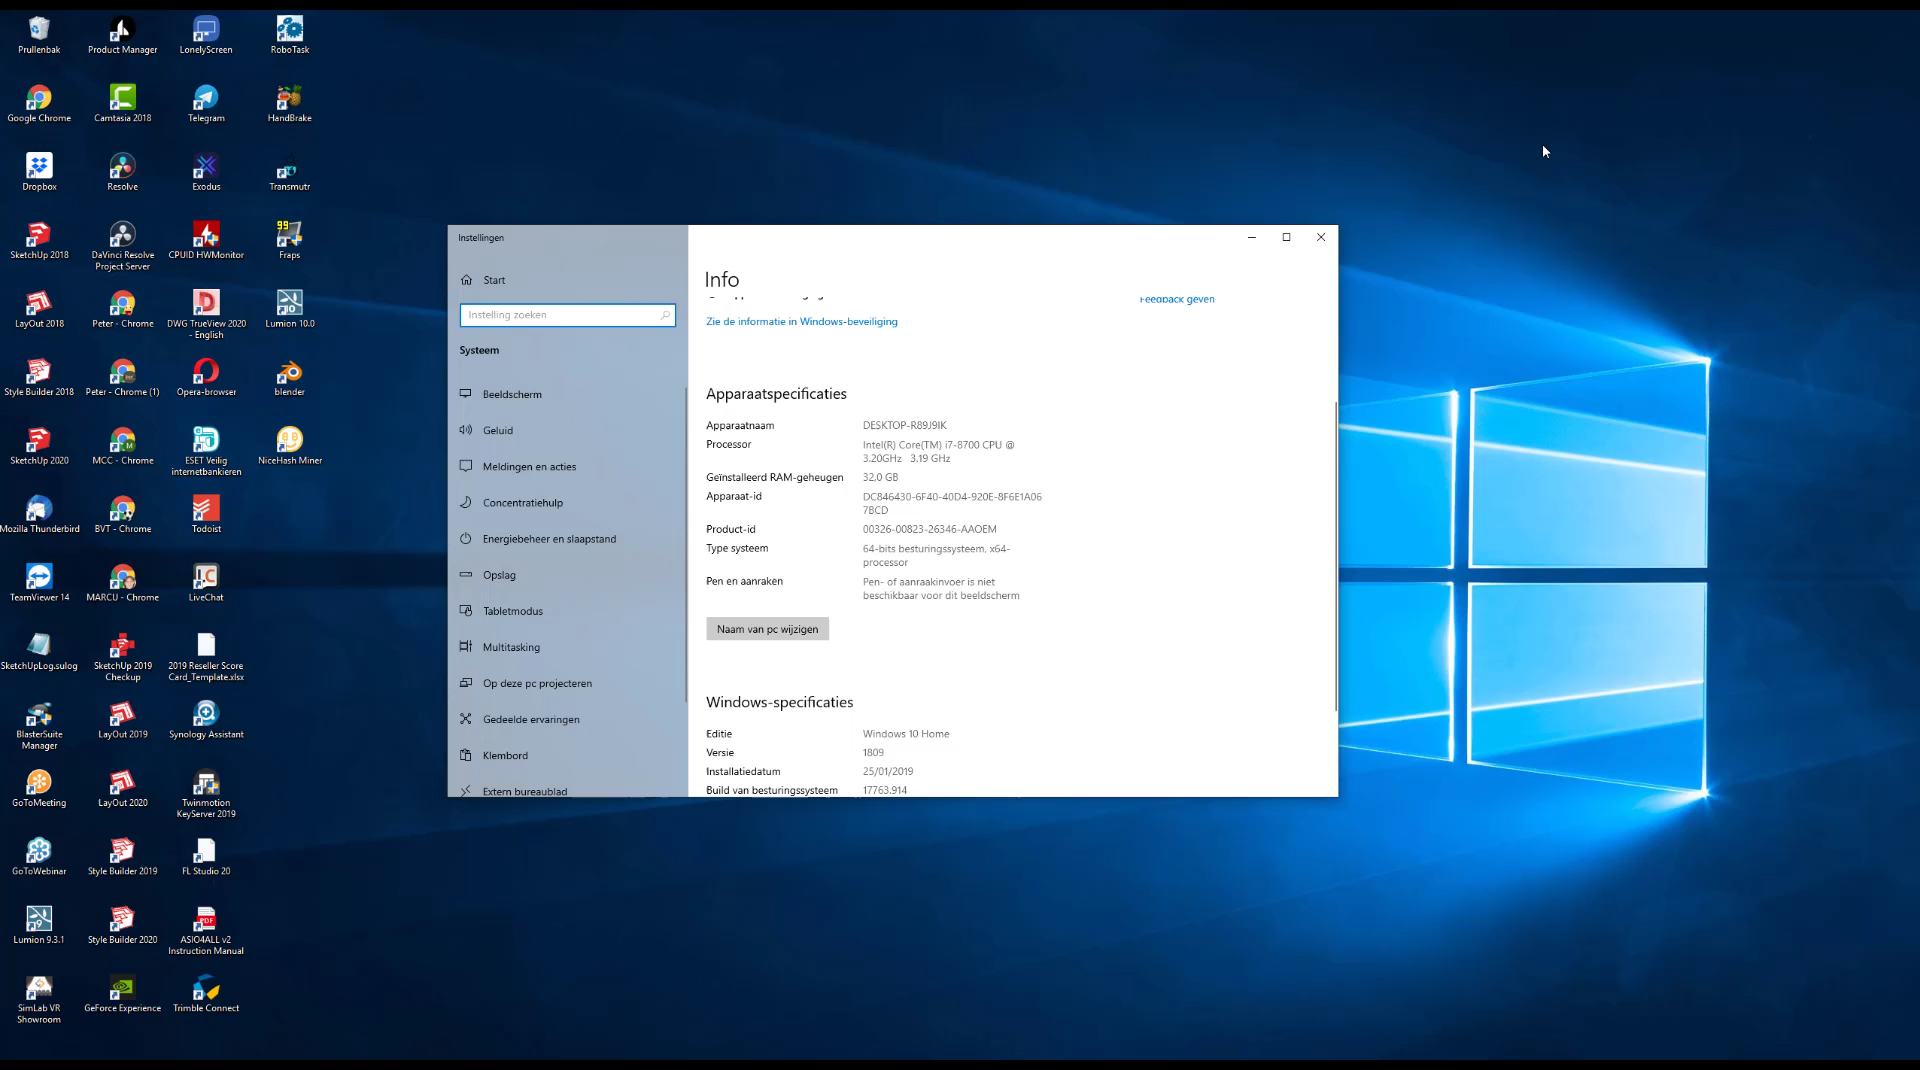 Prullenbak
Product Manager
LonelyScreen
RoboTask
Google Chrome
Camtasia 2018
Telegram
HandBrake
Dropbox
Resolve
Exodus
Transmutr
SketchUp 2018
DaVinci Resolve
Project Server
CPUID HWMonitor
99
Fraps
LayOut 2018
Peter - Chrome
DWG TrueView 2020
- English
Lumion 10.0
Style Builder 2018
Peter - Chrome (1)
Opera-browser
blender
SketchUp 2020
MCC - Chrome
ESET Veilig
internetbankieren
NiceHash Miner
Mozilla Thunderbird
BVT - Chrome
Todoist
TeamViewer 14
MARCU - Chrome
LiveChat
SketchUpLog.sulog
SketchUp 2019
Checkup
2019 Reseller Score
Card_Template.xlsx
BlasterSuite
Manager
LayOut 2019
Synology Assistant
GoToMeeting
LayOut 2020
Twinmotion
KeyServer 2019
GoToWebinar
Style Builder 2019
FL Studio 20
Lumion 9.3.1
Style Builder 2020
ASIO4ALL v2
Instruction Manual
SimLab VR
Showroom
GeForce Experience
Trimble Connect
Instellingen
Start
Instelling zoeken
Systeem
Beeldscherm
Geluid
Meldingen en acties
Concentratiehulp
Energiebeheer en slaapstand
Opslag
Tabletmodus
Multitasking
Op deze pc projecteren
Gedeelde ervaringen
Klembord
Extern bureaublad
Info
Feedback geven
Zie de informatie in Windows-beveiliging
Apparaatspecificaties
Apparaatnaam DESKTOP-R89J9IK
Processor Intel(R) Core(TM) i7-8700 CPU @
3.20GHz 3.19 GHz
Geïnstalleerd RAM-geheugen 32,0 GB
Apparaat-id DC846430-6F40-40D4-920E-8F6E1A06
7BCD
Product-id 00326-00823-26346-AAOEM
Type systeem 64-bits besturingssysteem, x64-
processor
Pen en aanraken Pen- of aanraakinvoer is niet
beschikbaar voor dit beeldscherm
Naam van pc wijzigen
Windows-specificaties
Editie Windows 10 Home
Versie 1809
Installatiedatum 25/01/2019
Build van besturingssysteem 17763.914